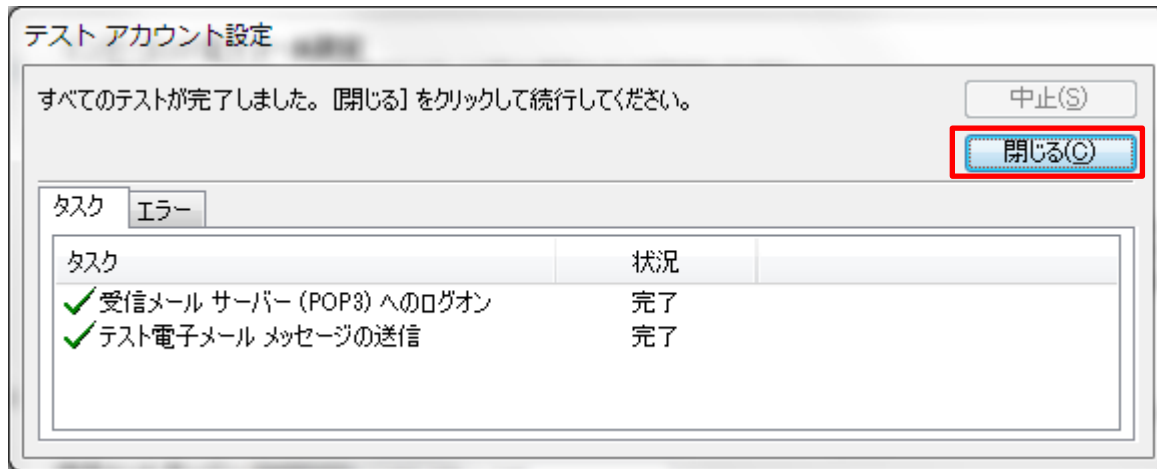 テスト アカウント設定
すべてのテストが完了しました。[閉じる] をクリックして続行してください。
中止(S)
閉じる(C)
タスク エラー
タスク 状況
受信メール サーバー (POP3) へのログオン 完了
テスト電子メール メッセージの送信 完了